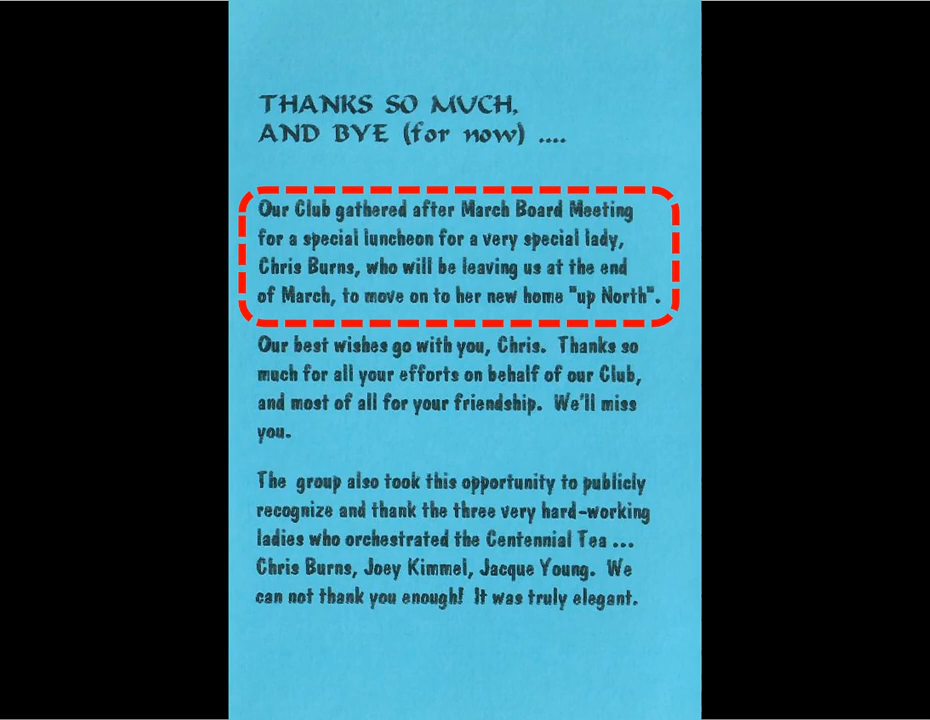 THANKS SO MUCH,
AND BYE (for now) ....
Our Club gathered after March Board Meeting
for a special luncheon for a very special lady,
Chris Burns, who will be leaving us at the end
of March, to move on to her new home "up North".
Our best wishes go with you, Chris. Thanks so
much for all your efforts on behalf of our Club,
and most of all for your friendship. We'll miss
you.
The group also took this opportunity to publicly
recognize and thank the three very hard-working
ladies who orchestrated the Centennial Tea ...
Chris Burns, Joey Kimmel, Jacque Young. We
can not thank you enough! It was truly elegant.